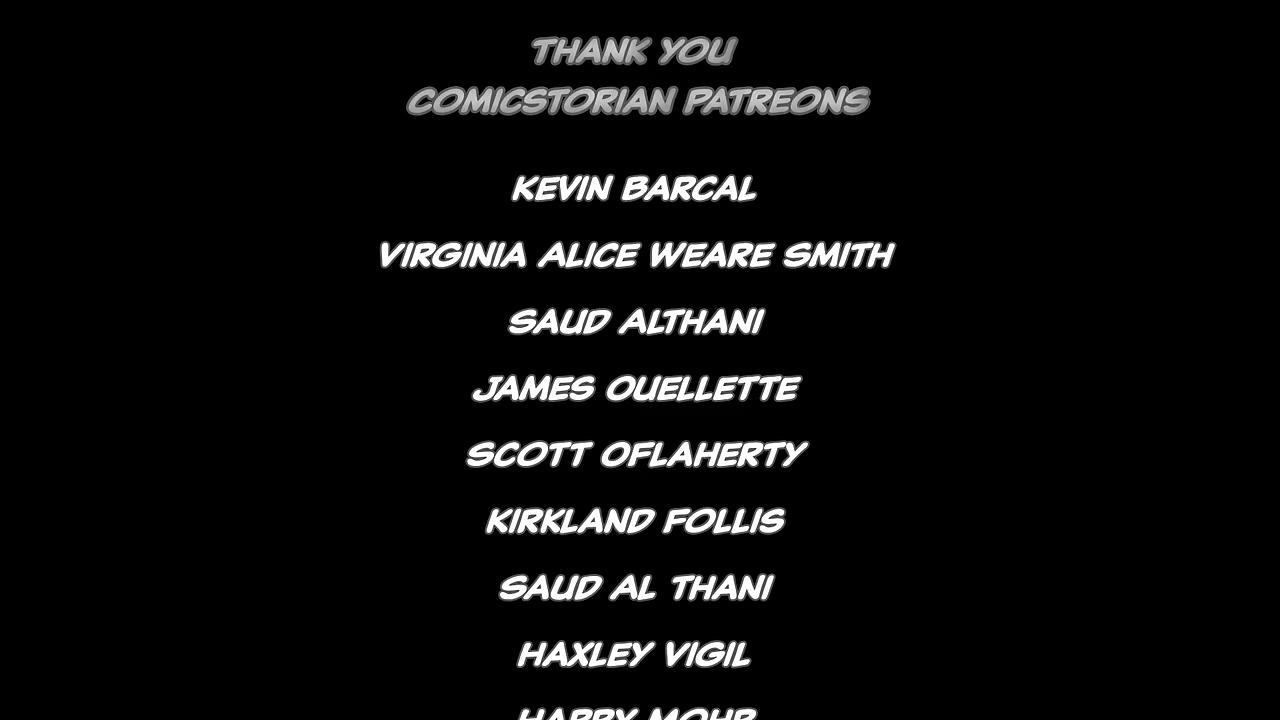 THANK YOU
COMICSTORIAN PATREONS
KEVIN BARCAL
VIRGINIA ALICE WEARE SMITH
SAUD ALTHANI
JAMES OUELLETTE
SCOTT OFLAHERTY
KIRKLAND FOLLIS
SAUD AL THANI
HAXLEY VIGIL